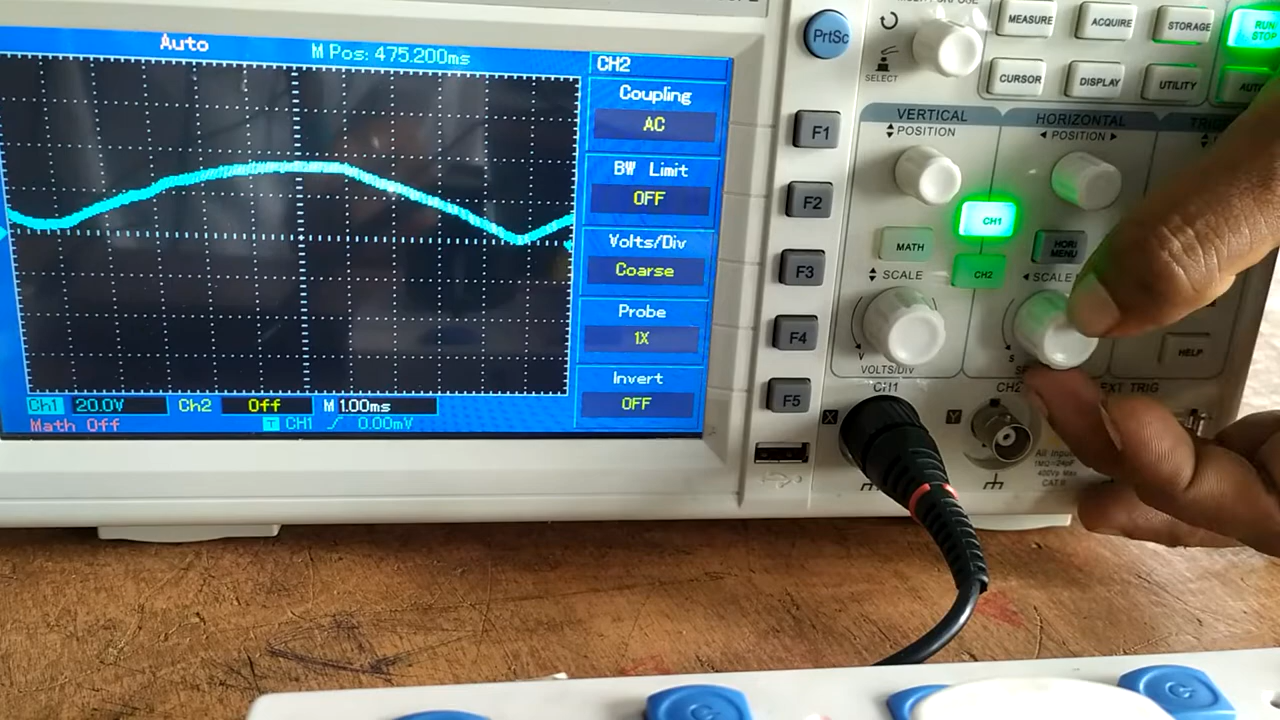 Auto
M Pos: 475.200ms
CH2
Coupling
AC
BW Limit
OFF
Volts/Div
Coarse
Probe
1X
Invert
OFF
Ch1 20.0V Ch2 Off M 1.00ms
Math Off
T CH1 0.00mV
PrtSc
F1
F2
F3
F4
F5
SELECT
MEASURE
ACQUIRE
STORAGE
RUN/
STOP
CURSOR
DISPLAY
UTILITY
VERTICAL
POSITION
HORIZONTAL
POSITION
CH1
MATH
CH2
HORI
MENU
SCALE
SCALE
VOLTS/DIV
HELP
CH1
CH2
EXT TRIG
X
Y